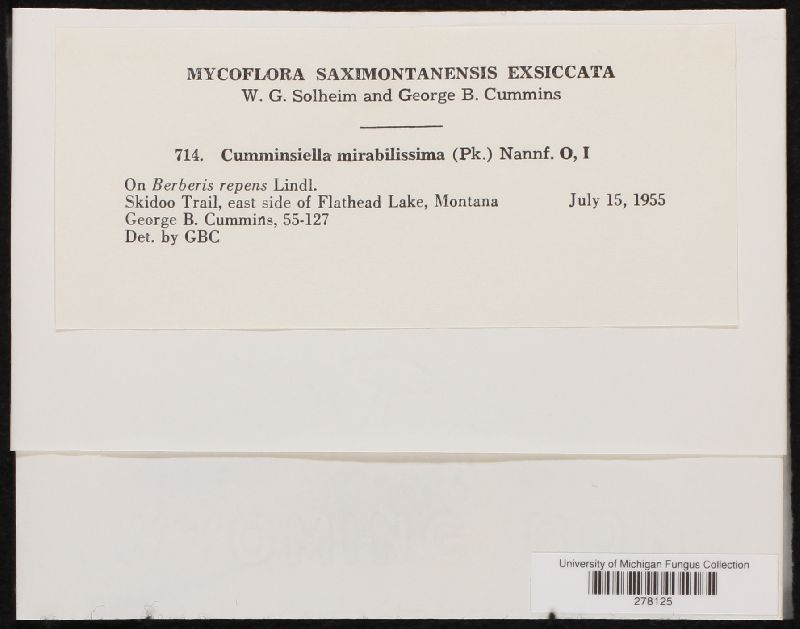 MYCOFLORA SAXIMONTANENSIS EXSICCATA
W. G. Solheim and George B. Cummins
714. Cumminsiella mirabilissima (Pk.) Nannf. O, I
On Berberis repens Lindl.
Skidoo Trail, east side of Flathead Lake, Montana July 15, 1955
George B. Cummins, 55-127
Det. by GBC
University of Michigan Fungus Collection
278125